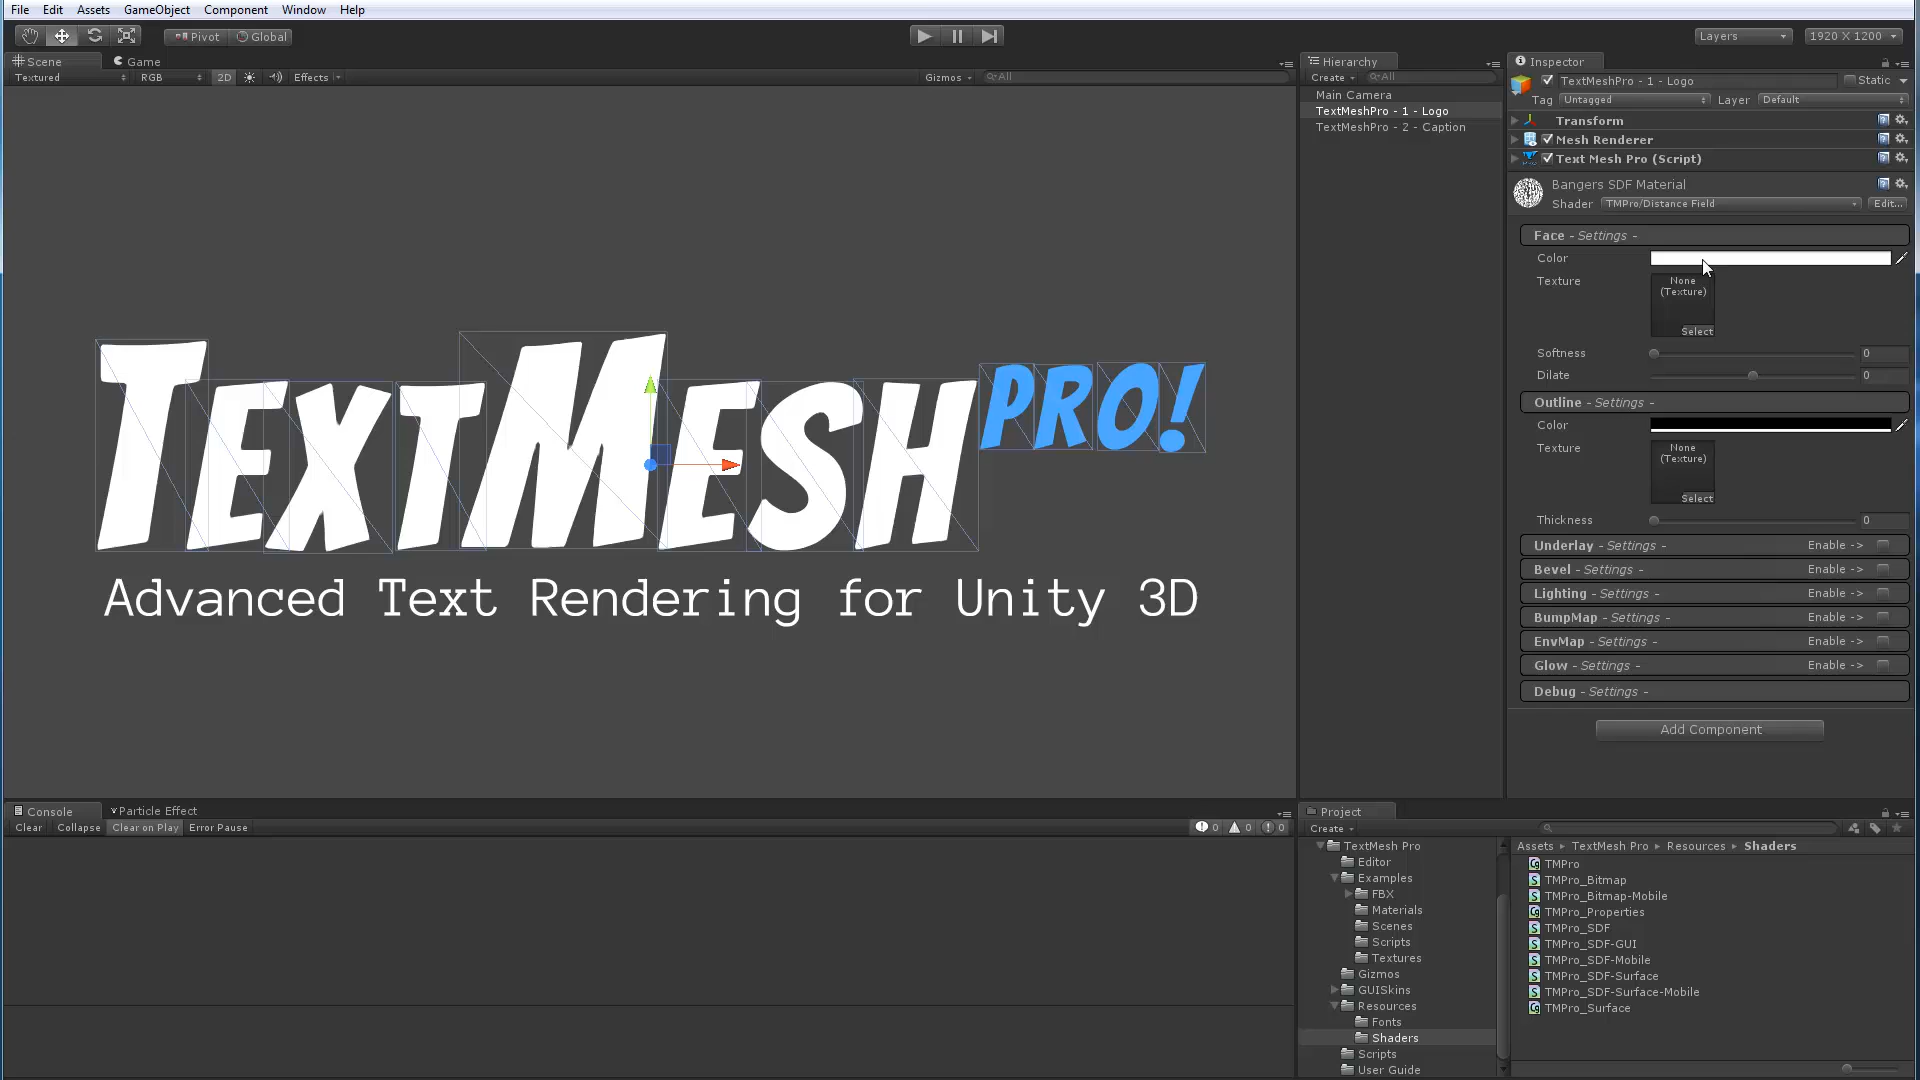 File Edit Assets GameObject Component Window Help
Pivot Global
Layers 1920 X 1200
Scene Game
Textured RGB 2D Effects Gizmos All
TEXTMESH PRO!
Advanced Text Rendering for Unity 3D
Hierarchy
Create All
Main Camera
TextMeshPro - 1 - Logo
TextMeshPro - 2 - Caption
Inspector
TextMeshPro - 1 - Logo Static
Tag Untagged Layer Default
Transform
Mesh Renderer
Text Mesh Pro (Script)
Bangers SDF Material
Shader TMPro/Distance Field Edit...
Face - Settings -
Color
Texture
None
(Texture)
Select
Softness 0
Dilate 0
Outline - Settings -
Color
Texture
None
(Texture)
Select
Thickness 0
Underlay - Settings - Enable ->
Bevel - Settings - Enable ->
Lighting - Settings - Enable ->
BumpMap - Settings - Enable ->
EnvMap - Settings - Enable ->
Glow - Settings - Enable ->
Debug - Settings -
Add Component
Console Particle Effect
Clear Collapse Clear on Play Error Pause 0 0 0
Project
Create
TextMesh Pro
Editor
Examples
FBX
Materials
Scenes
Scripts
Textures
Gizmos
GUISkins
Resources
Fonts
Shaders
Scripts
User Guide
Assets TextMesh Pro Resources Shaders
TMPro
TMPro_Bitmap
TMPro_Bitmap-Mobile
TMPro_Properties
TMPro_SDF
TMPro_SDF-GUI
TMPro_SDF-Mobile
TMPro_SDF-Surface
TMPro_SDF-Surface-Mobile
TMPro_Surface